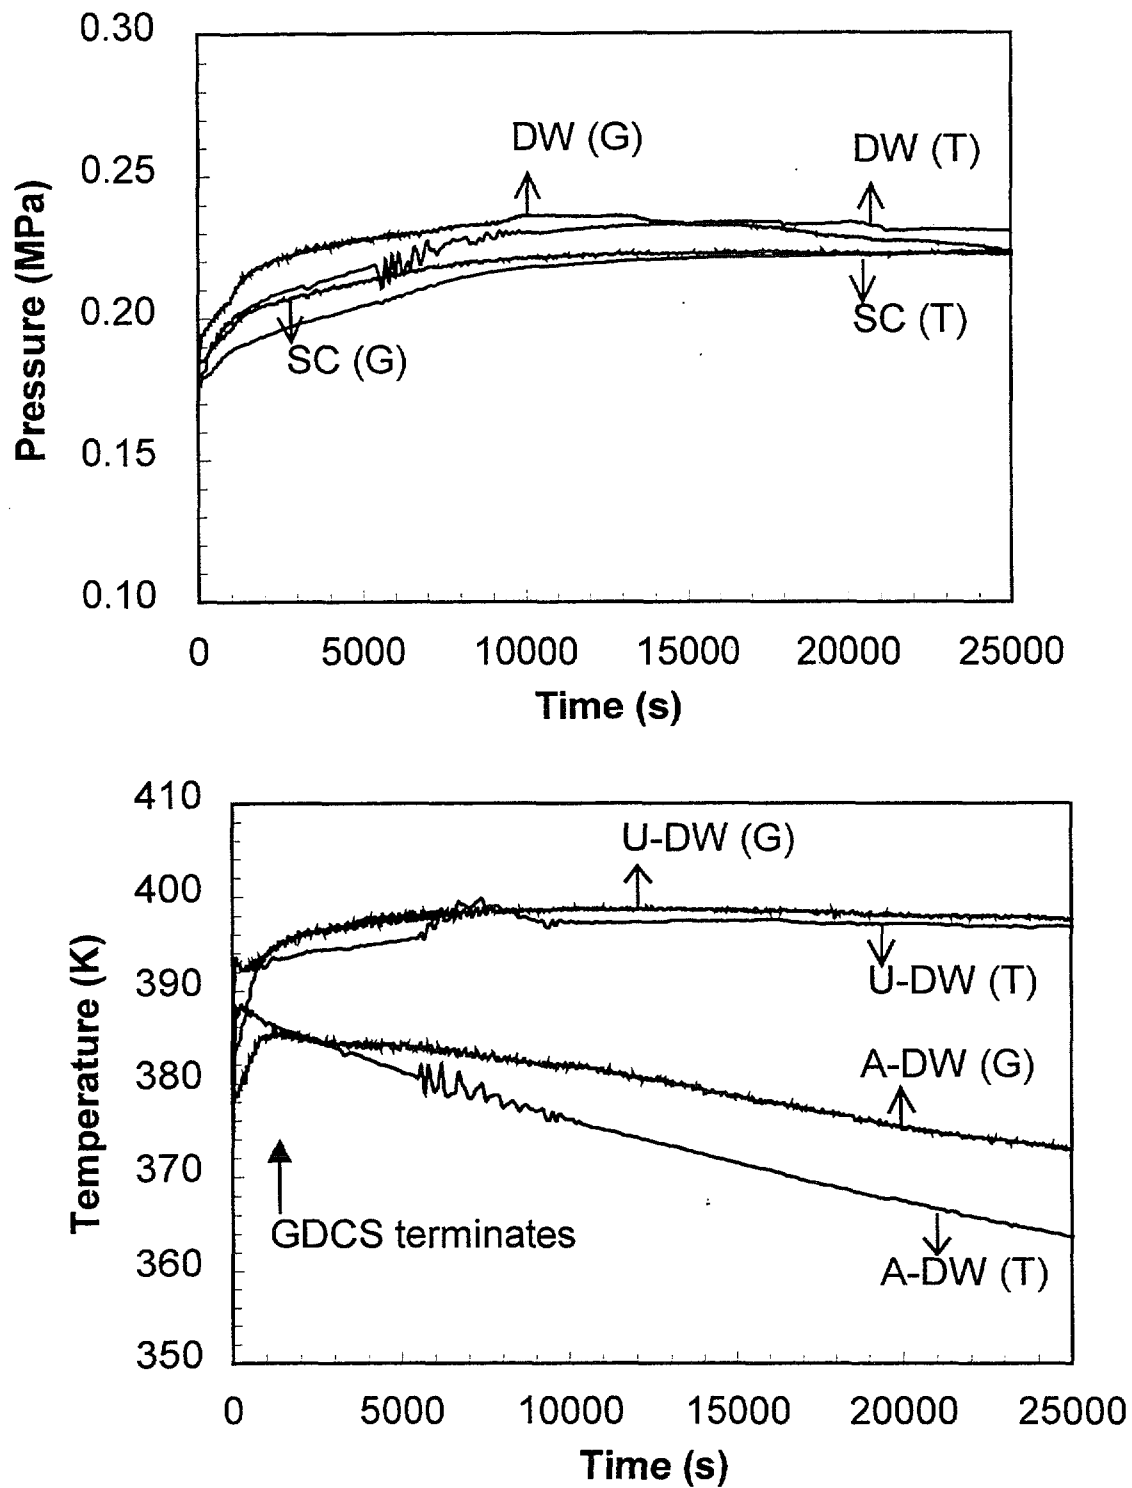 0.30
DW (G)
DW (T)
0.25
Pressure (MPa)
0.20
SC (T)
SC (G)
0.15
0.10
0 5000 10000 15000 20000 25000
Time (s)
410
U-DW (G)
400
390
U-DW (T)
Temperature (K)
A-DW (G)
380
370
GDCS terminates
360
A-DW (T)
350
0 5000 10000 15000 20000 25000
Time (s)